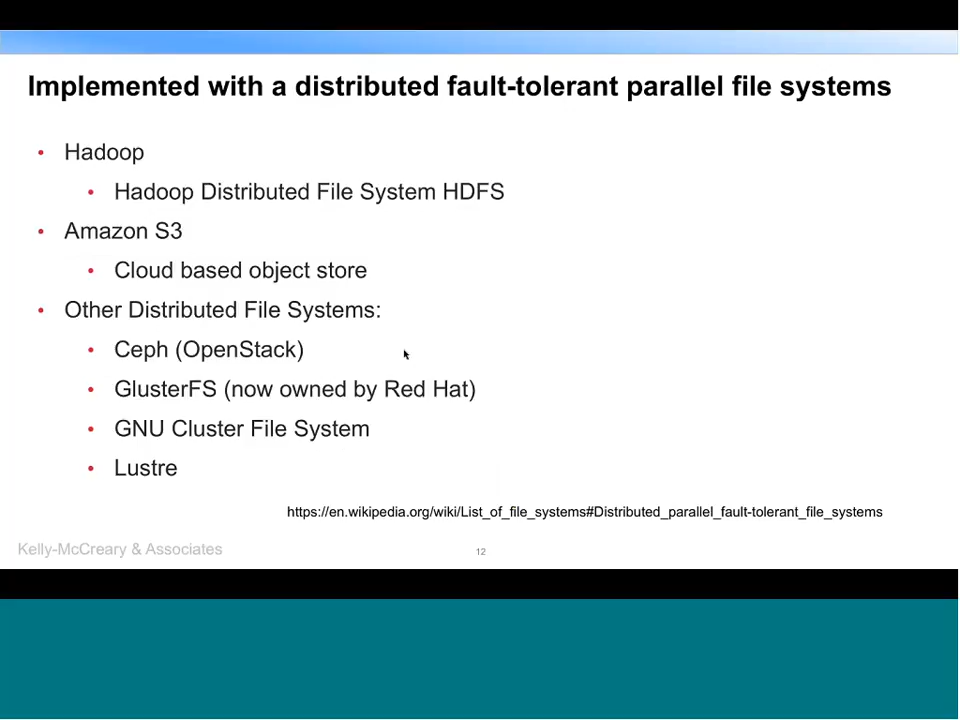 Implemented with a distributed fault-tolerant parallel file systems
• Hadoop
• Hadoop Distributed File System HDFS
• Amazon S3
• Cloud based object store
• Other Distributed File Systems:
• Ceph (OpenStack)
• GlusterFS (now owned by Red Hat)
• GNU Cluster File System
• Lustre
https://en.wikipedia.org/wiki/List_of_file_systems#Distributed_parallel_fault-tolerant_file_systems
Kelly-McCreary & Associates
12